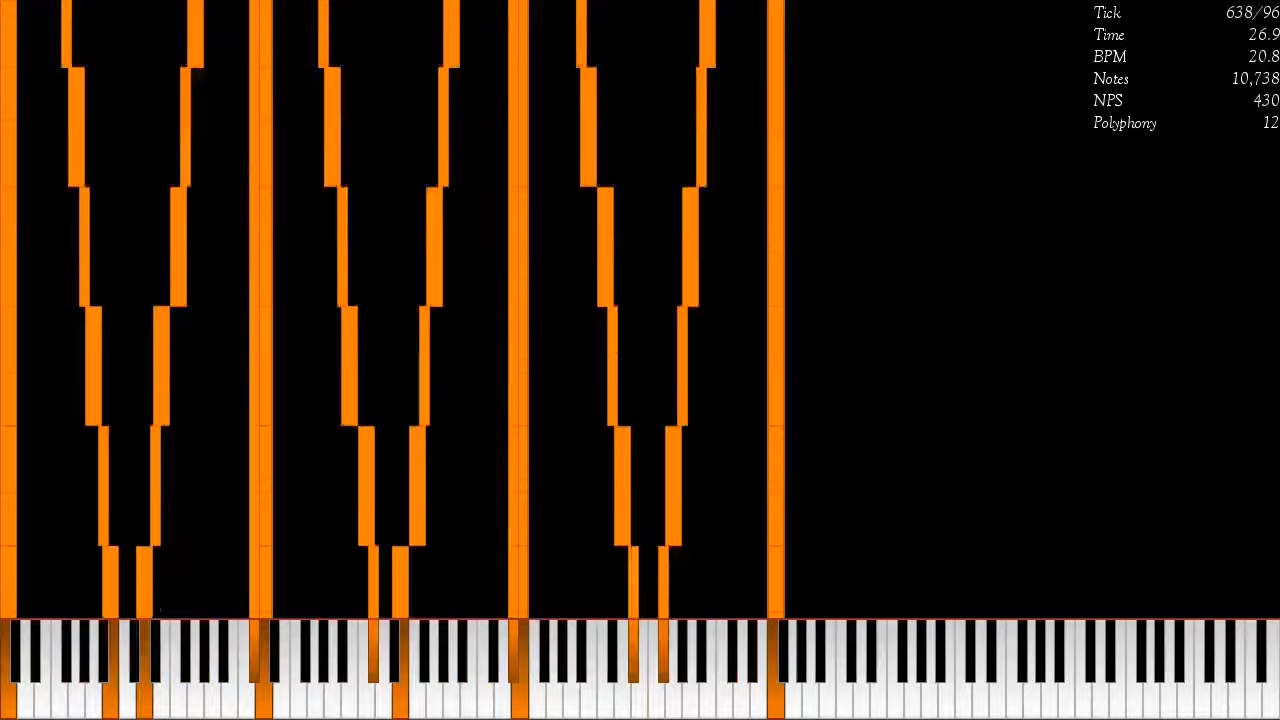 Tick 638/96
Time 26.9
BPM 20.8
Notes 10,738
NPS 430
Polyphony 12